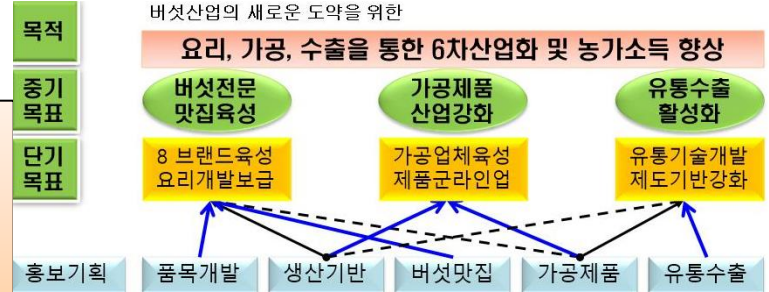 목적
버섯산업의 새로운 도약을 위한
요리, 가공, 수출을 통한 6차산업화 및 농가소득 향상
중기
목표
버섯전문
맛집육성
가공제품
산업강화
유통수출
활성화
단기
목표
8 브랜드육성
요리개발보급
가공업체육성
제품군라인업
유통기술개발
제도기반강화
홍보기획
품목개발
생산기반
버섯맛집
가공제품
유통수출